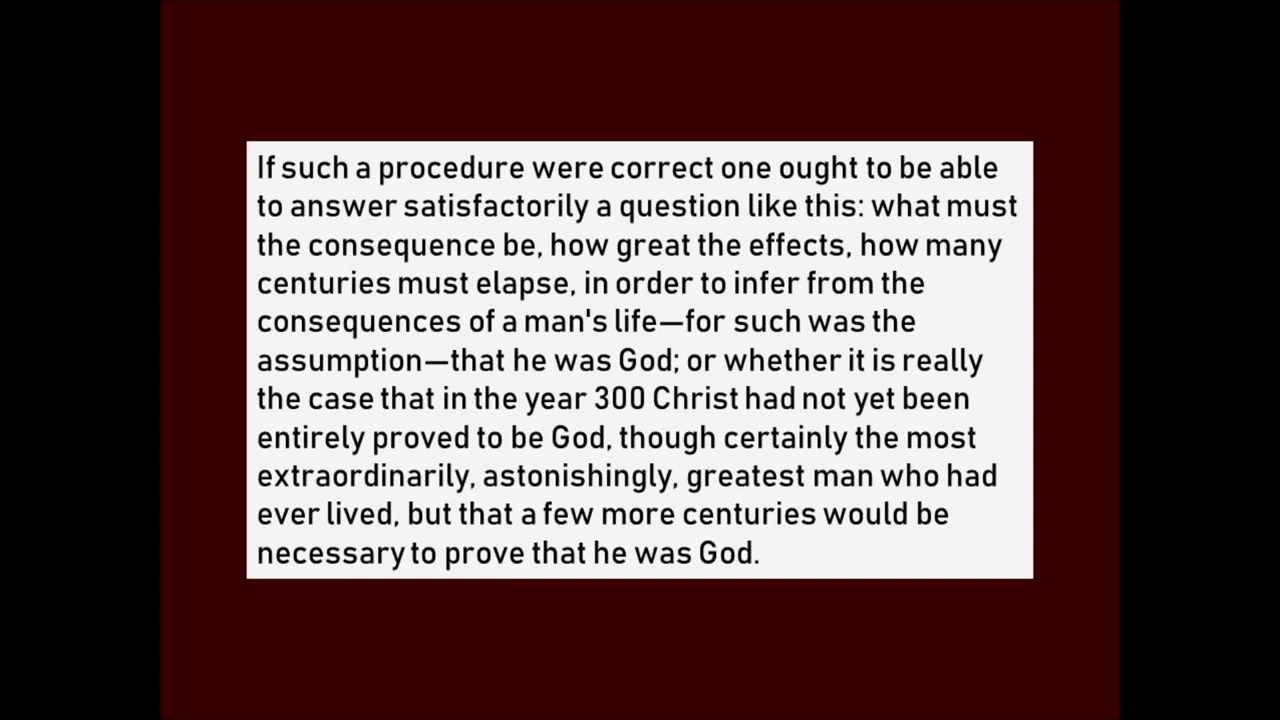 If such a procedure were correct one ought to be able
to answer satisfactorily a question like this: what must
the consequence be, how great the effects, how many
centuries must elapse, in order to infer from the
consequences of a man's life—for such was the
assumption—that he was God; or whether it is really
the case that in the year 300 Christ had not yet been
entirely proved to be God, though certainly the most
extraordinarily, astonishingly, greatest man who had
ever lived, but that a few more centuries would be
necessary to prove that he was God.